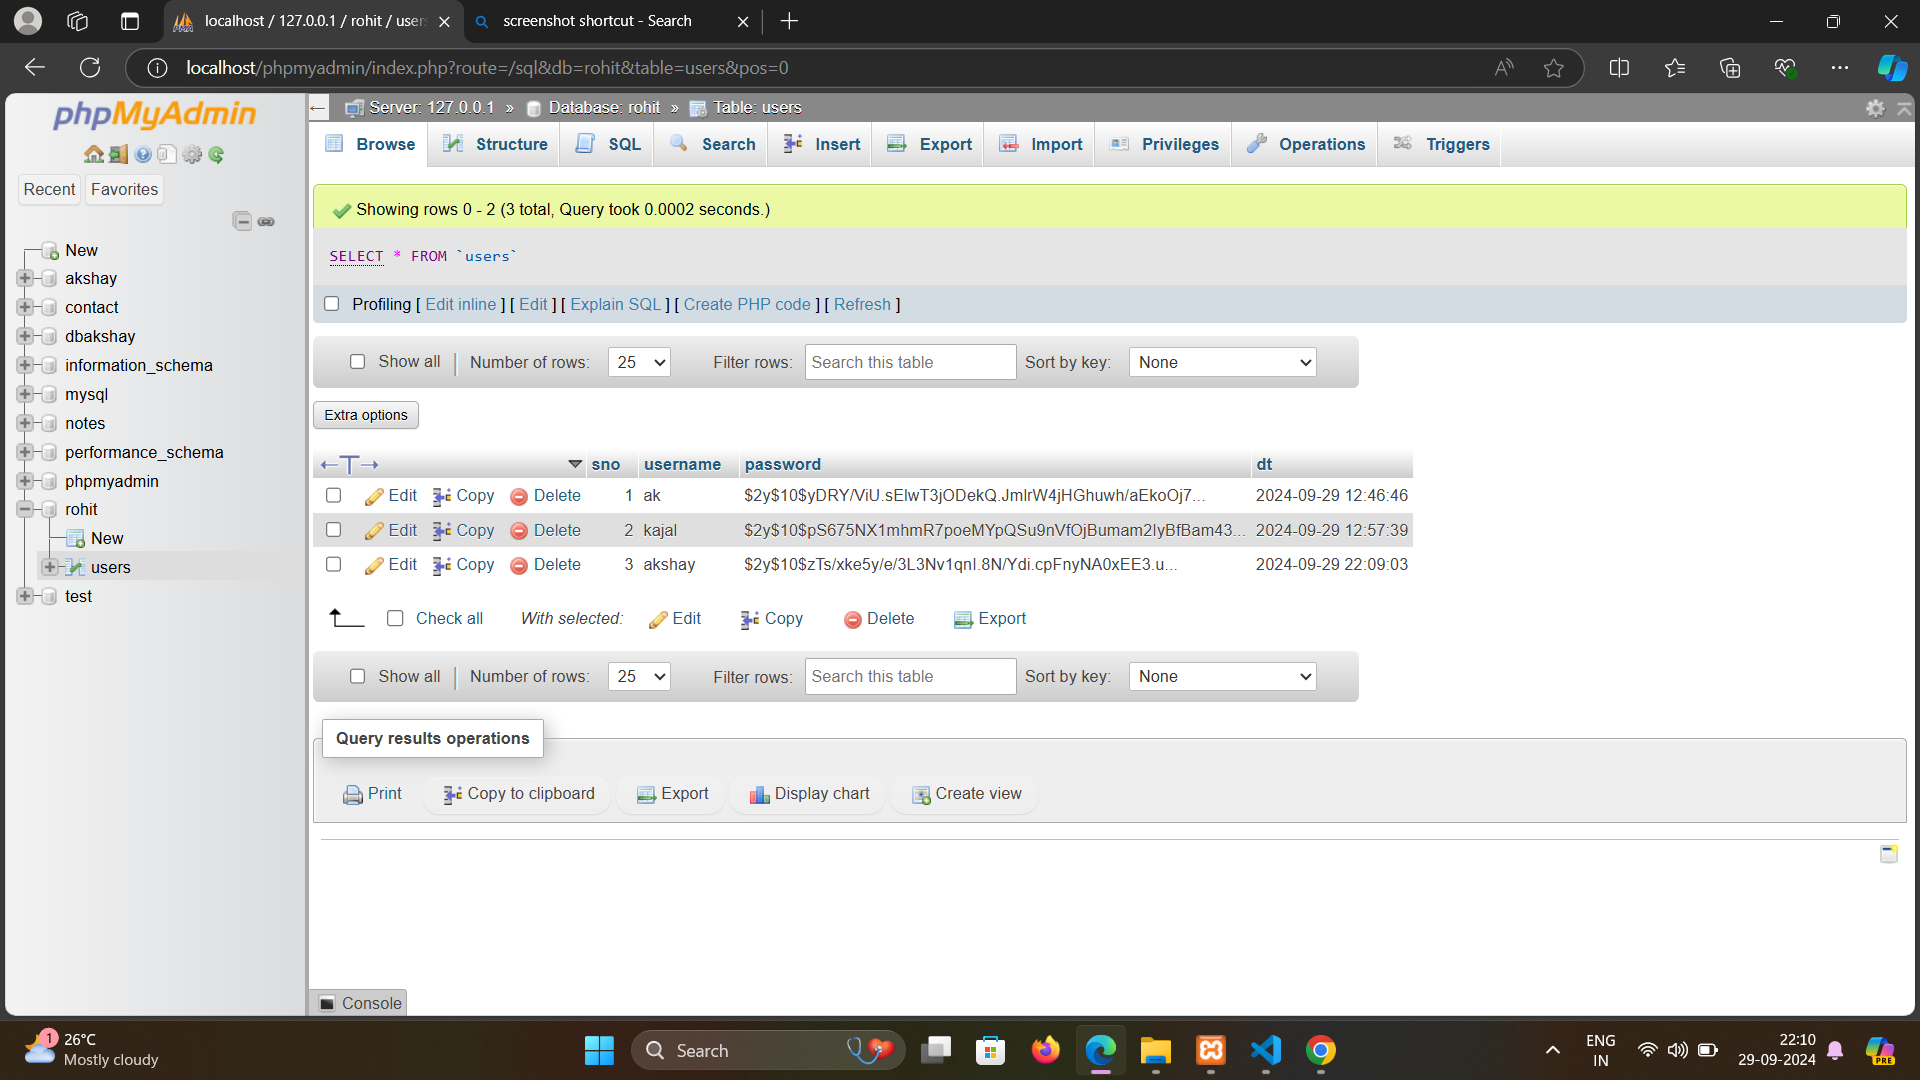 localhost / 127.0.0.1 / rohit / users
screenshot shortcut - Search
localhost/phpmyadmin/index.php?route=/sql&db=rohit&table=users&pos=0
phpMyAdmin
Recent Favorites
New
akshay
contact
dbakshay
information_schema
mysql
notes
performance_schema
phpmyadmin
rohit
New
users
test
Server: 127.0.0.1 » Database: rohit » Table: users
Browse Structure SQL Search Insert Export Import Privileges Operations Triggers
Showing rows 0 - 2 (3 total, Query took 0.0002 seconds.)
SELECT * FROM `users`
Profiling [ Edit inline ] [ Edit ] [ Explain SQL ] [ Create PHP code ] [ Refresh ]
Show all Number of rows: 25 Filter rows: Search this table Sort by key: None
Extra options
sno username password dt
Edit Copy Delete 1 ak $2y$10$yDRY/ViU.sElwT3jODekQ.JmlrW4jHGhuwh/aEkoOj7... 2024-09-29 12:46:46
Edit Copy Delete 2 kajal $2y$10$pS675NX1mhmR7poeMYpQSu9nVfOjBumam2IyBfBam43... 2024-09-29 12:57:39
Edit Copy Delete 3 akshay $2y$10$zTs/xke5y/e/3L3Nv1qnI.8N/Ydi.cpFnyNA0xEE3.u... 2024-09-29 22:09:03
Check all With selected: Edit Copy Delete Export
Show all Number of rows: 25 Filter rows: Search this table Sort by key: None
Query results operations
Print Copy to clipboard Export Display chart Create view
Console
1
26°C
Mostly cloudy
Search
ENG
IN
22:10
29-09-2024
PRE